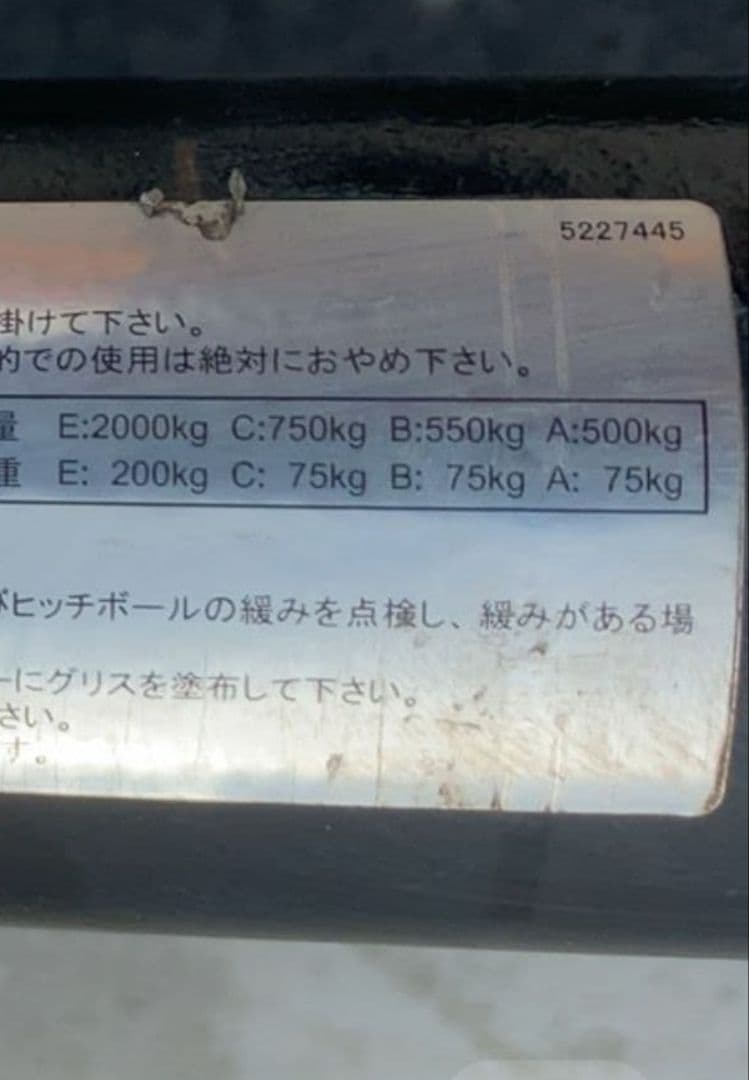 5227445
掛けて下さい。
的での使用は絶対におやめ下さい。
量 E:2000kg C:750kg B:550kg A:500kg
重 E: 200kg C: 75kg B: 75kg A: 75kg
ヒッチボールの緩みを点検し、緩みがある場
ーにグリスを塗布して下さい。
さい。
す。